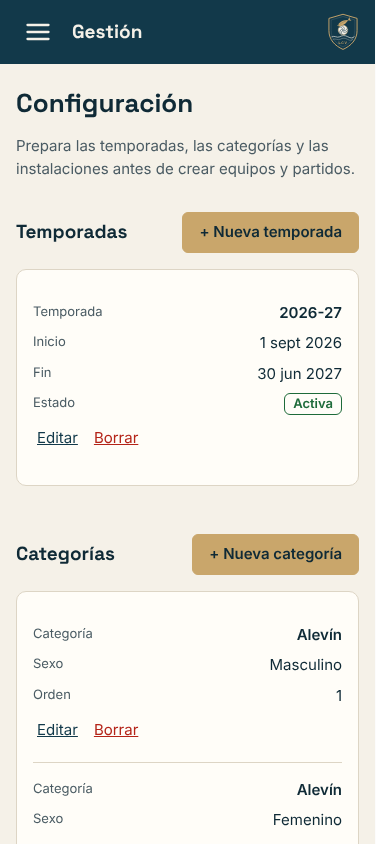 Gestión
Configuración
Prepara las temporadas, las categorías y las
instalaciones antes de crear equipos y partidos.
Temporadas
+ Nueva temporada
Temporada 2026-27
Inicio 1 sept 2026
Fin 30 jun 2027
Estado Activa
Editar Borrar
Categorías
+ Nueva categoría
Categoría Alevín
Sexo Masculino
Orden 1
Editar Borrar
Categoría Alevín
Sexo Femenino